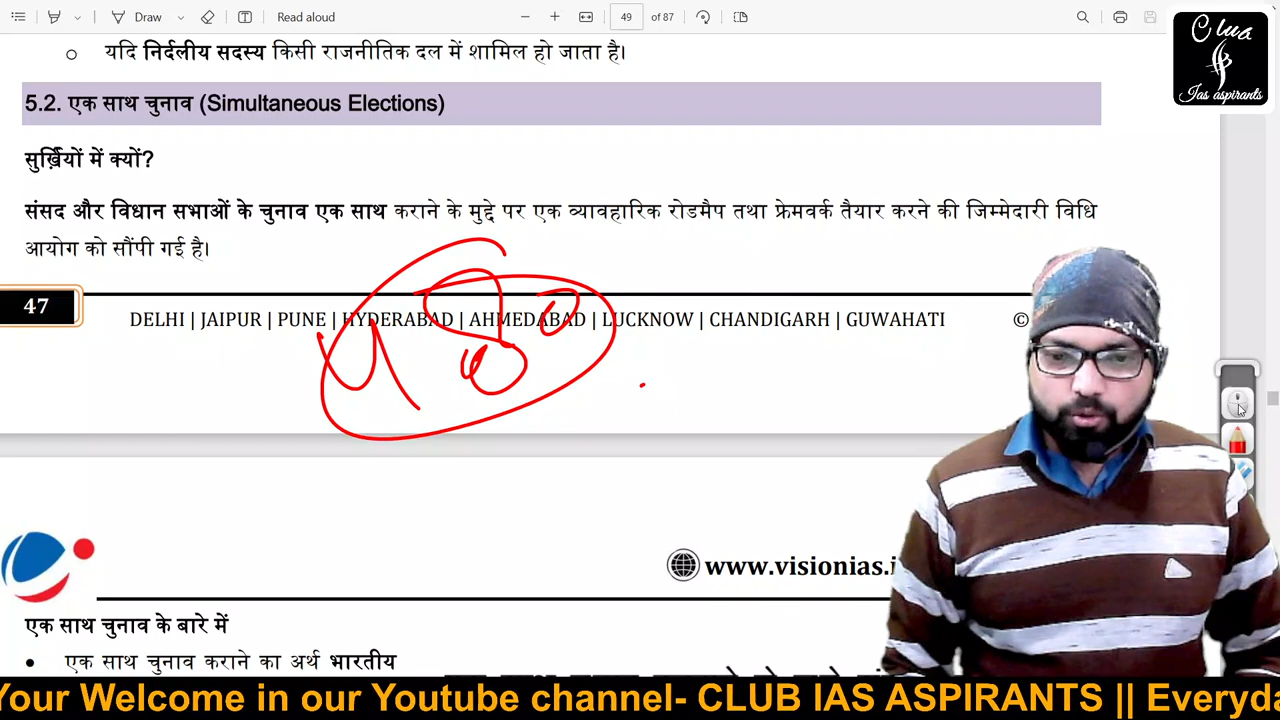 Draw
Read aloud
49 of 87
Clua
Ias aspirants
यदि निर्दलीय सदस्य किसी राजनीतिक दल में शामिल हो जाता है।
5.2. एक साथ चुनाव (Simultaneous Elections)
सुर्ख़ियों में क्यों?
संसद और विधान सभाओं के चुनाव एक साथ कराने के मुद्दे पर एक व्यावहारिक रोडमैप तथा फ्रेमवर्क तैयार करने की जिम्मेदारी विधि
आयोग को सौंपी गई है।
47
DELHI | JAIPUR | PUNE | HYDERABAD | AHMEDABAD | LUCKNOW | CHANDIGARH | GUWAHATI ©
www.visionias.i
एक साथ चुनाव के बारे में
• एक साथ चुनाव कराने का अर्थ भारतीय
Your Welcome in our Youtube channel- CLUB IAS ASPIRANTS || Everyda